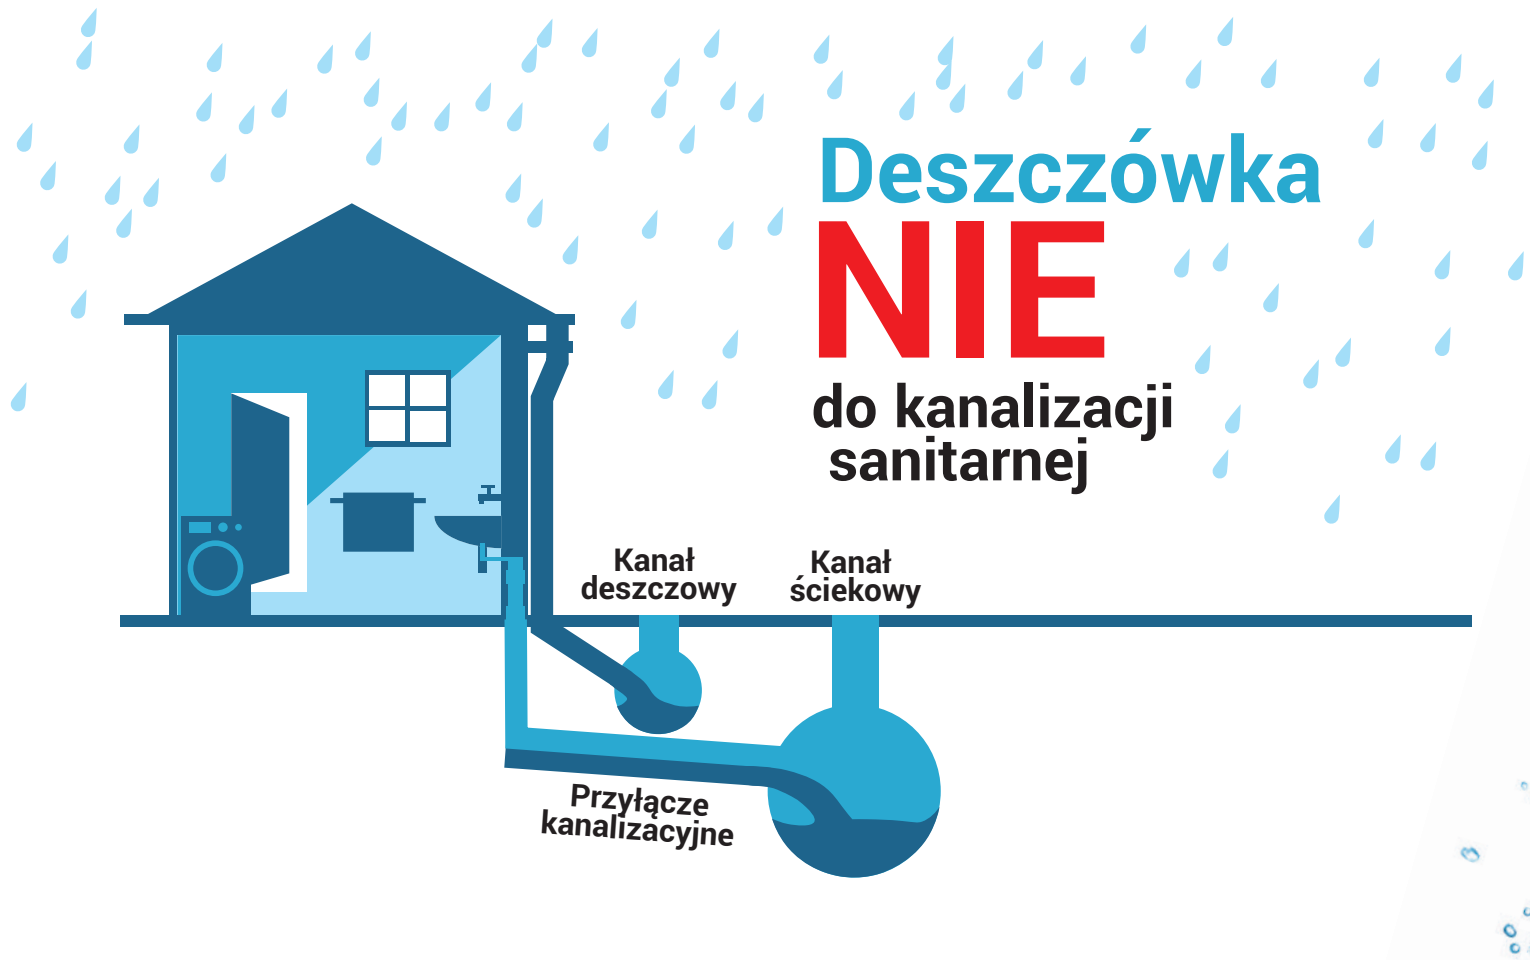 Deszczówka
NIE
do kanalizacji
sanitarnej
Kanał
deszczowy
Kanał
ściekowy
Przyłącze
kanalizacyjne